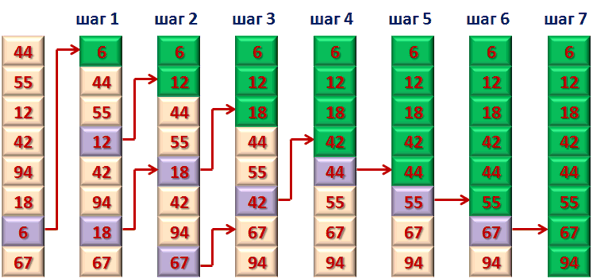 шаг 1 шаг 2 шаг 3 шаг 4 шаг 5 шаг 6 шаг 7
44 6 6 6 6 6 6 6
55 44 12 12 12 12 12 12
12 55 44 18 18 18 18 18
42 12 55 44 42 42 42 42
94 42 18 55 44 44 44 44
18 94 42 42 55 55 55 55
6 18 94 67 67 67 67 67
67 67 67 94 94 94 94 94